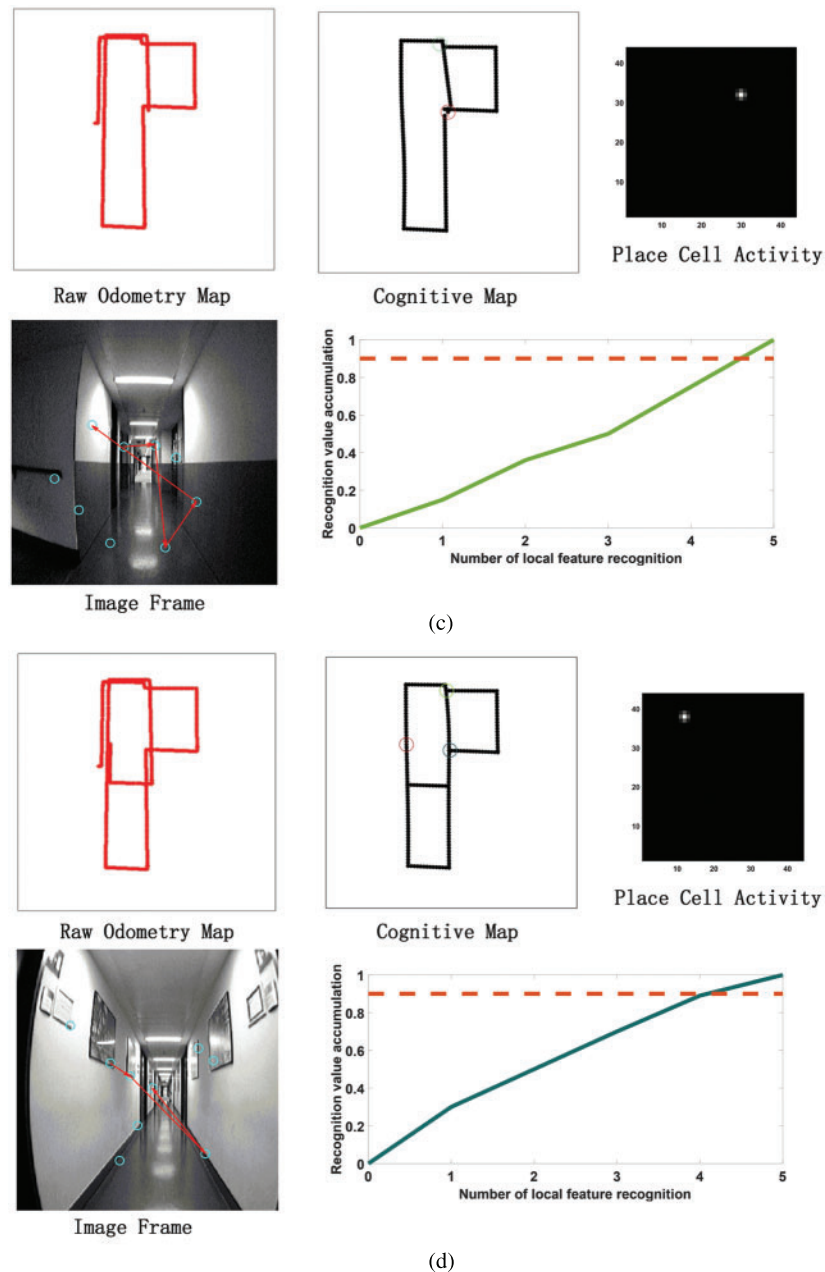 40
30
20
10
10 20 30 40
Place Cell Activity
Raw Odometry Map
Cognitive Map
1
0.8
0.6
0.4
0.2
0
0 1 2 3 4 5
Recognition value accumulation
Number of local feature recognition
Image Frame
(c)
40
30
20
10
10 20 30 40
Place Cell Activity
Raw Odometry Map
Cognitive Map
1
0.8
0.6
0.4
0.2
0
0 1 2 3 4 5
Recognition value accumulation
Number of local feature recognition
Image Frame
(d)